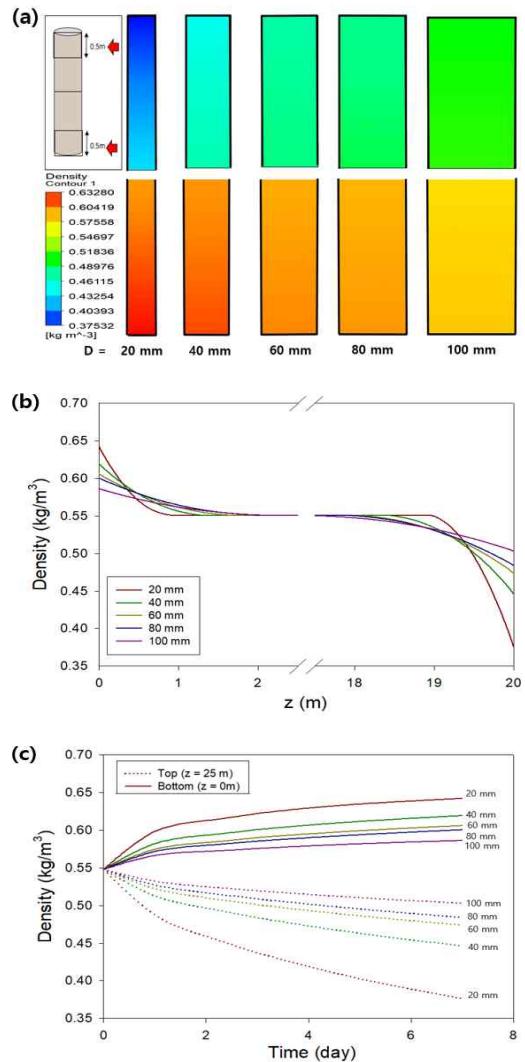 (a)
0.5m
0.5m
Density
Contour 1
0.63280
0.60419
0.57558
0.54697
0.51836
0.48976
0.46115
0.43254
0.40393
0.37532
[kg m^-3]
D = 20 mm 40 mm 60 mm 80 mm 100 mm
(b)
0.70
0.65
0.60
0.55
0.50
0.45
0.40
0.35
Density (kg/m³)
20 mm
40 mm
60 mm
80 mm
100 mm
0 1 2 18 19 20
z (m)
(c)
0.70
0.65
0.60
0.55
0.50
0.45
0.40
0.35
Density (kg/m³)
Top (z = 25 m)
Bottom (z = 0m)
20 mm
40 mm
60 mm
80 mm
100 mm
100 mm
80 mm
60 mm
40 mm
20 mm
0 2 4 6 8
Time (day)